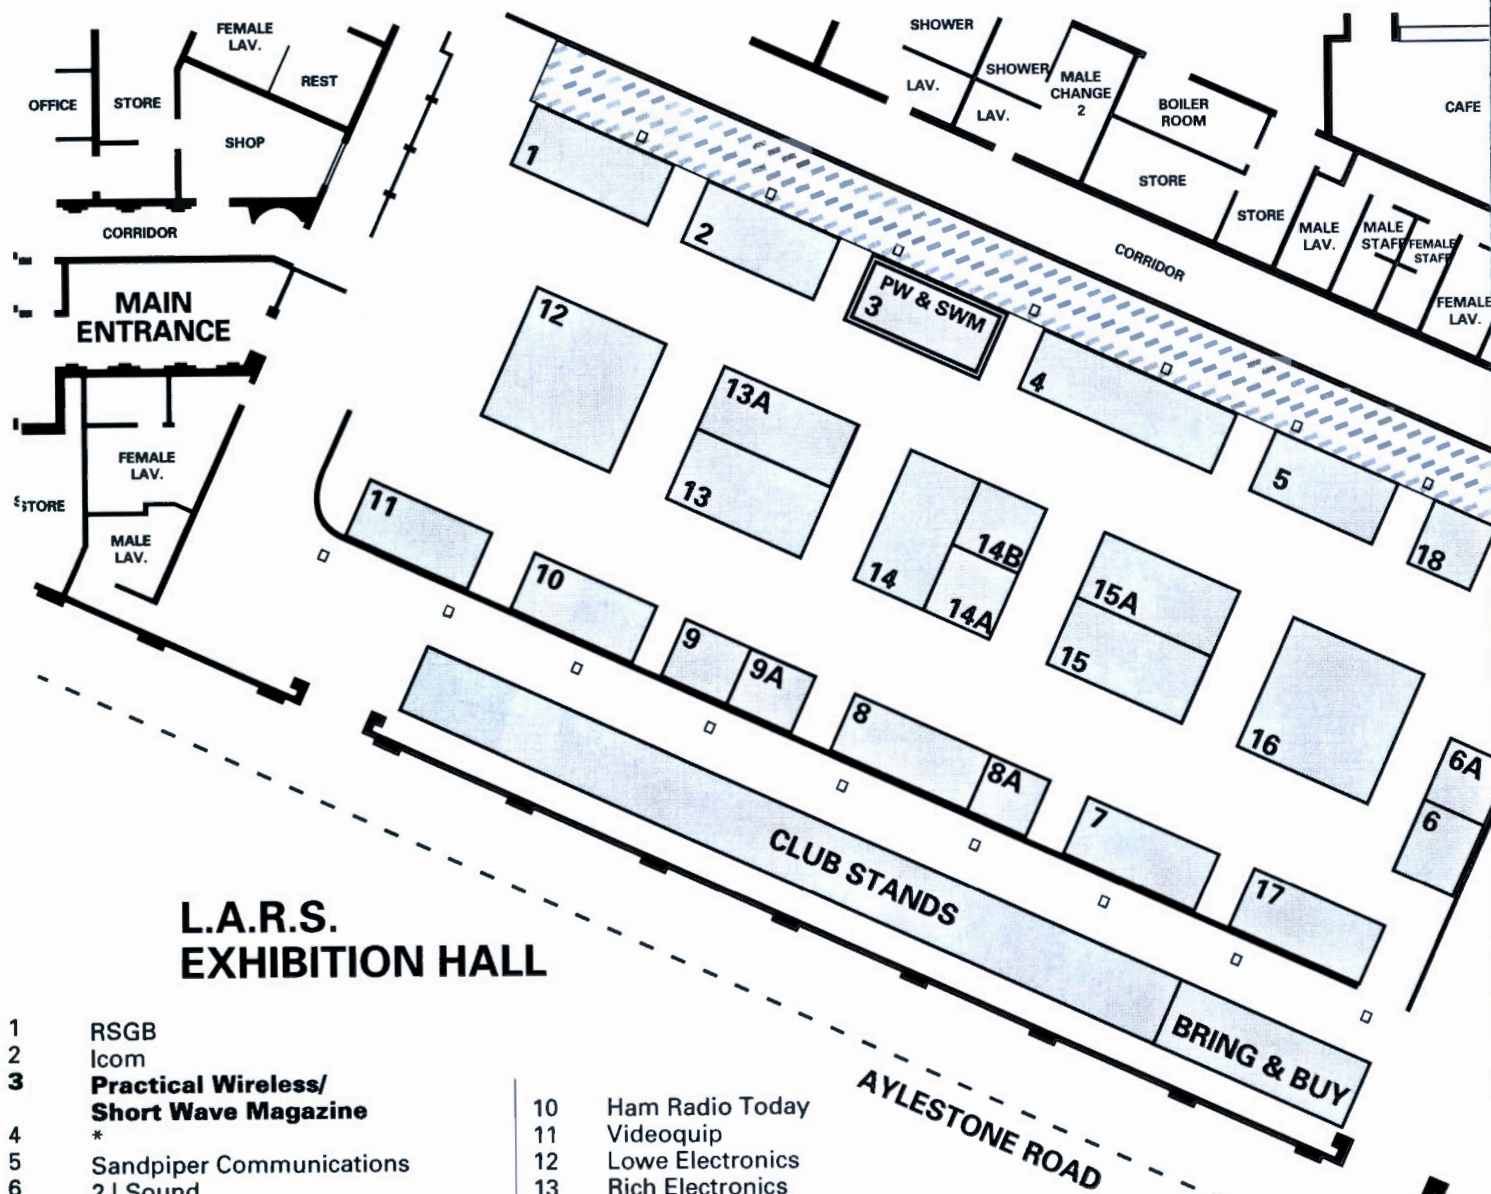 FEMALE
LAV.
REST
OFFICE
STORE
SHOP
CORRIDOR
MAIN
ENTRANCE
FEMALE
LAV.
STORE
MALE
LAV.
SHOWER
SHOWER
LAV.
LAV.
MALE
CHANGE
2
BOILER
ROOM
STORE
STORE
MALE
LAV.
MALE
STAFF
FEMALE
STAFF
FEMALE
LAV.
CAFE
CORRIDOR
1
2
PW & SWM
3
4
5
18
12
13A
13
14
14B
14A
15A
15
16
6A
6
11
10
9
9A
8
8A
7
17
CLUB STANDS
BRING & BUY
AYLESTONE ROAD
L.A.R.S.
EXHIBITION HALL
1 RSGB
2 Icom
3 Practical Wireless/
Short Wave Magazine
4 *
5 Sandpiper Communications
6 2J Sound
10 Ham Radio Today
11 Videoquip
12 Lowe Electronics
13 Rich Electronics